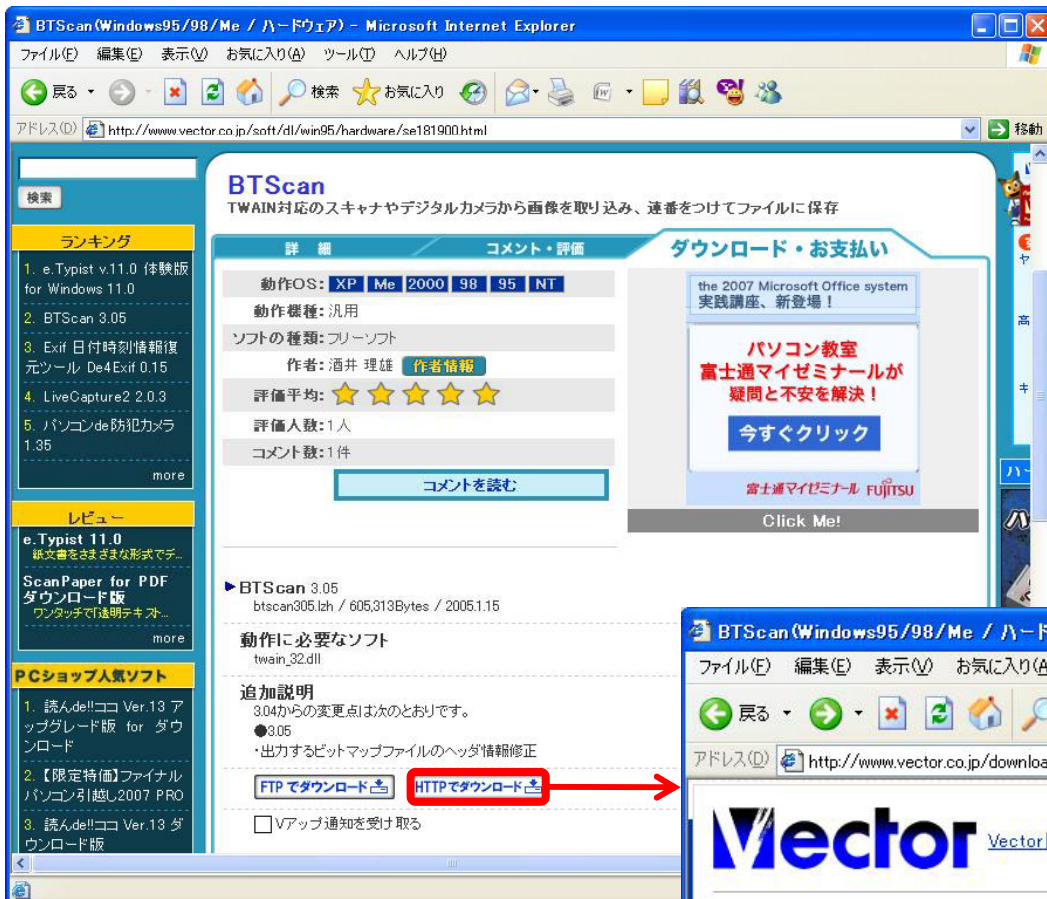 BTScan(Windows95/98/Me / ハードウェア) - Microsoft Internet Explorer
ファイル(F) 編集(E) 表示(V) お気に入り(A) ツール(T) ヘルプ(H)
戻る 検索 お気に入り
アドレス(D) http://www.vector.co.jp/soft/dl/win95/hardware/se181900.html 移動
検索
ランキング
1. e.Typist v.11.0 体験版
for Windows 11.0
2. BTScan 3.05
3. Exif 日付時刻情報復
元ツール De4Exif 0.15
4. LiveCapture2 2.0.3
5. パソコンde防犯カメラ
1.35
more
レビュー
e.Typist 11.0
紙文書をさまざまな形式でデ...
ScanPaper for PDF
ダウンロード版
ワンタッチで「透明テキスト...
more
PCショップ人気ソフト
1. 読んde!!ココ Ver.13 ア
ップグレード版 for ダウ
ンロード
2. 【限定特価】ファイナル
パソコン引越し2007 PRO
3. 読んde!!ココ Ver.13 ダ
ウンロード版
BTScan
TWAIN対応のスキャナやデジタルカメラから画像を取り込み、連番をつけてファイルに保存
詳 細 コメント・評価 ダウンロード・お支払い
動作OS: XP Me 2000 98 95 NT
動作機種: 汎用
ソフトの種類: フリーソフト
作者: 酒井 理雄 作者情報
評価平均:
評価人数: 1人
コメント数: 1件
コメントを読む
the 2007 Microsoft Office system
実践講座、新登場!
パソコン教室
富士通マイゼミナールが
疑問と不安を解決!
今すぐクリック
富士通マイゼミナール FUJITSU
Click Me!
BTScan 3.05
btscan305.lzh / 605,313Bytes / 2005.1.15
動作に必要なソフト
twain_32.dll
追加説明
3.04からの変更点は次のとおりです。
●3.05
・出力するビットマップファイルのヘッダ情報修正
FTP でダウンロード HTTPでダウンロード
Vアップ通知を受け取る
ヤ
高
キ
ハー
BTScan(Windows95/98/Me / ハード
ファイル(F) 編集(E) 表示(V) お気に入り(A
戻る
アドレス(D) http://www.vector.co.jp/downloa
Vector Vector